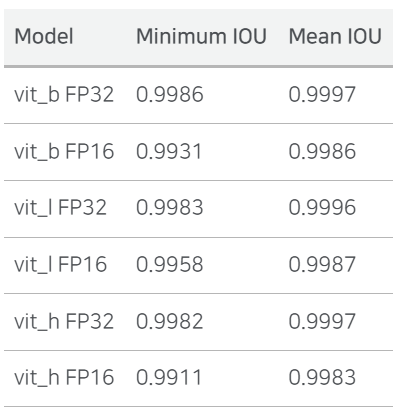 Model Minimum IOU Mean IOU
vit_b FP32 0.9986 0.9997
vit_b FP16 0.9931 0.9986
vit_l FP32 0.9983 0.9996
vit_l FP16 0.9958 0.9987
vit_h FP32 0.9982 0.9997
vit_h FP16 0.9911 0.9983